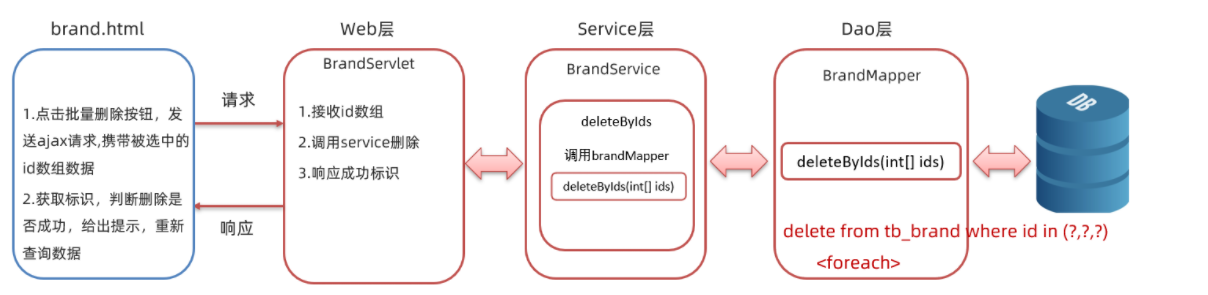 brand.html
1.点击批量删除按钮，发
送ajax请求,携带被选中的
id数组数据
2.获取标识，判断删除是
否成功，给出提示，重新
查询数据
请求
响应
Web层
BrandServlet
1.接收id数组
2.调用service删除
3.响应成功标识
Service层
BrandService
deleteByIds
调用brandMapper
deleteByIds(int[] ids)
Dao层
BrandMapper
deleteByIds(int[] ids)
delete from tb_brand where id in (?,?,?)
<foreach>
DB